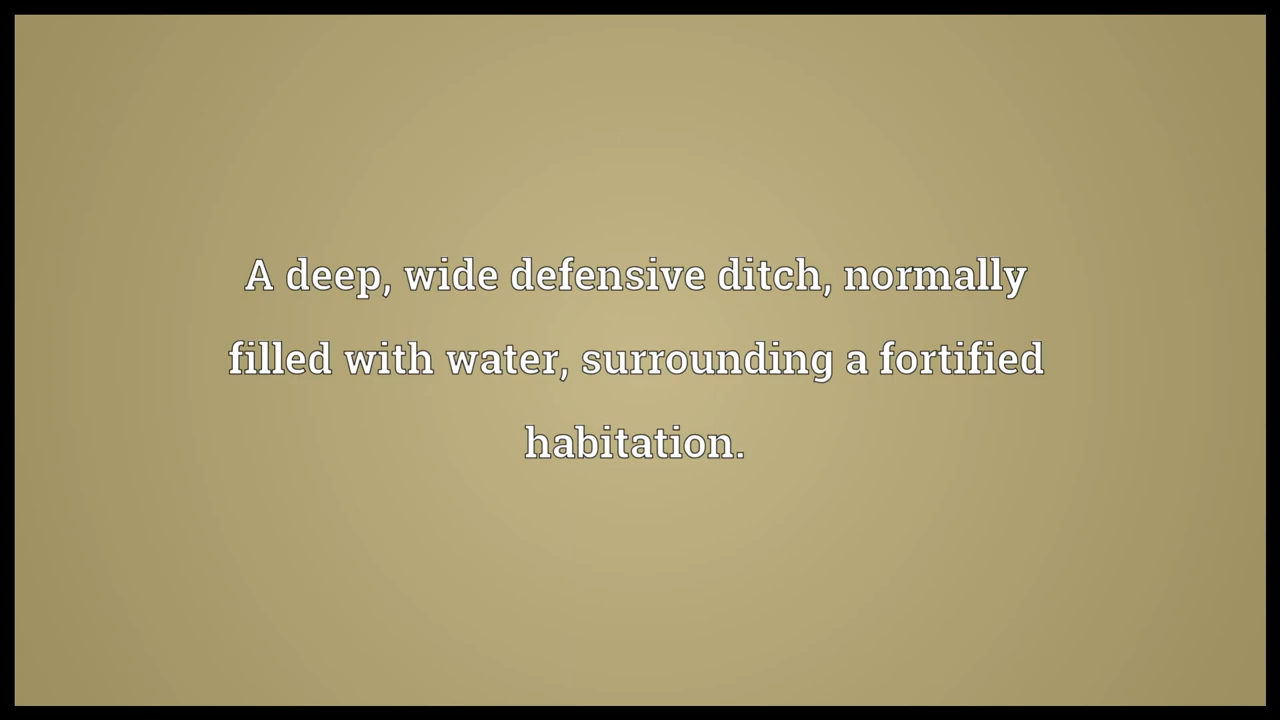 A deep, wide defensive ditch, normally
filled with water, surrounding a fortified
habitation.